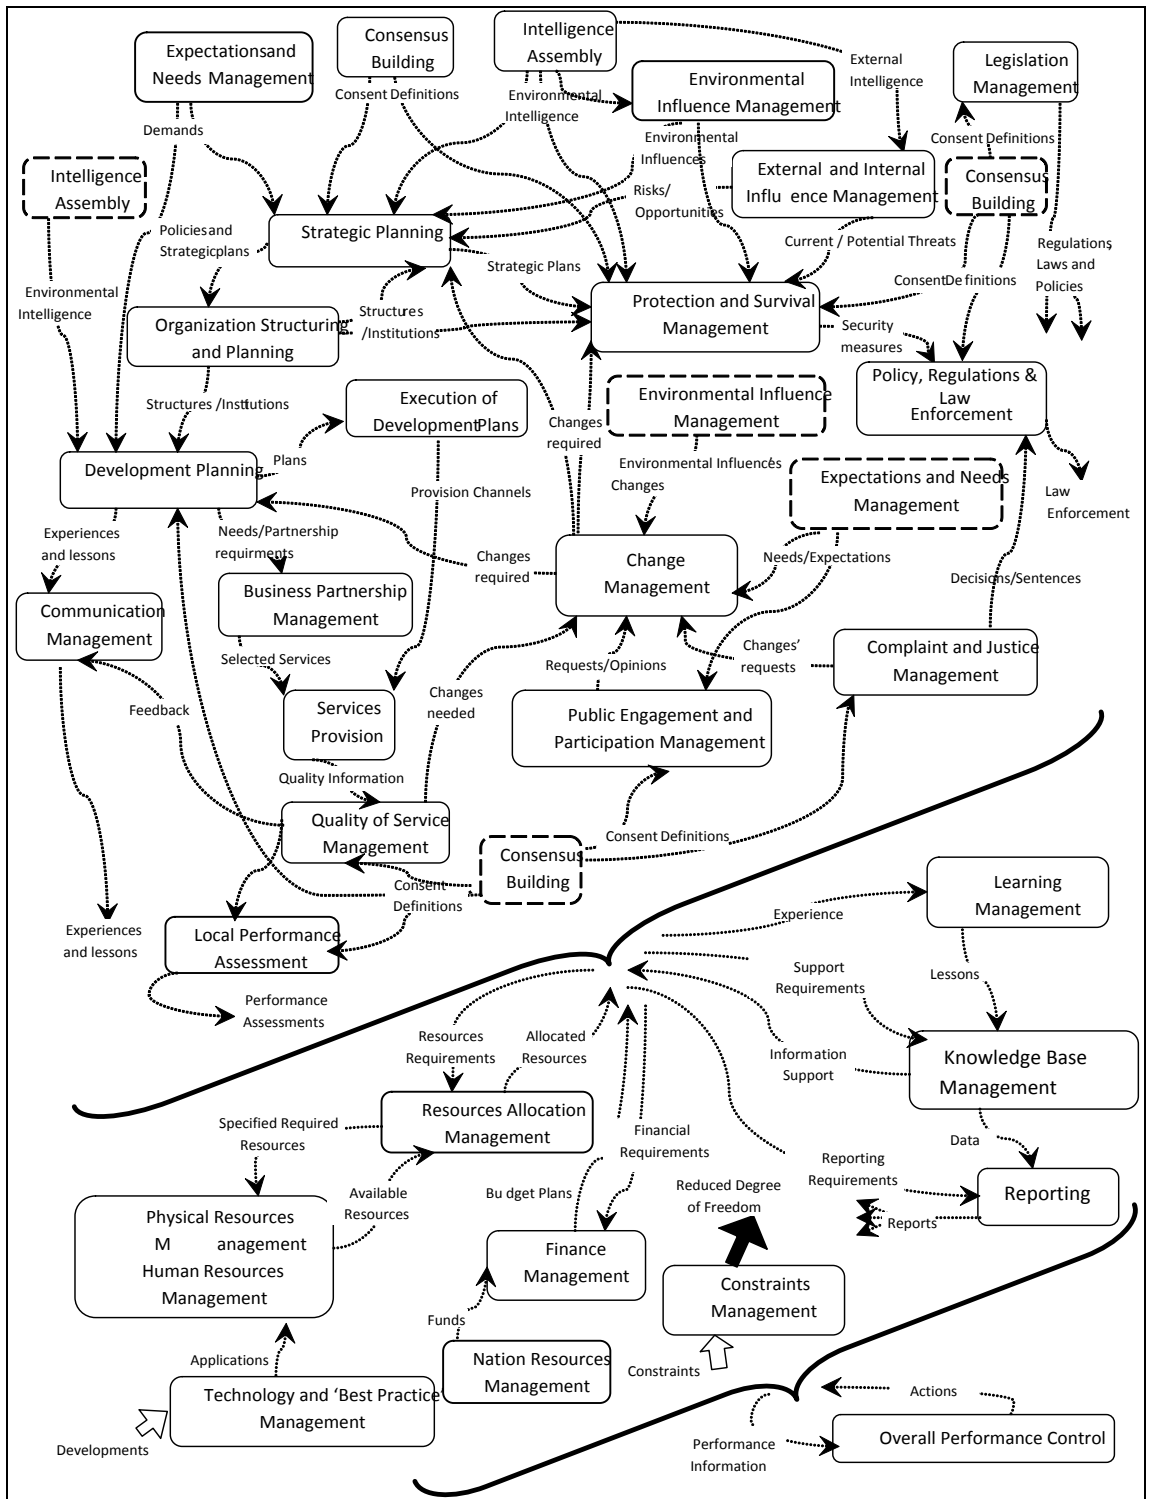 Expectationsand
Needs Management
Consensus
Building
Intelligence
Assembly
Environmental
Influence Management
External
Intelligence
Legislation
Management
Demands
Consent Definitions
Environmental
Intelligence
Environmental
Influences
Consent Definitions
Intelligence
Assembly
External and Internal
Influ ence Management
Consensus
Building
Risks/
Opportunities
Policies and
Strategicplans
Strategic Planning
Current / Potential Threats
Regulations,
Laws and
Policies
Strategic Plans
Consent Definitions
Environmental
Intelligence
Organization Structuring
and Planning
Structures
/Institutions
Protection and Survival
Management
Security
measures
Structures /Institutions
Execution of
Development Plans
Environmental Influence
Management
Policy, Regulations &
Law
Enforcement
Changes
required
Development Planning
Plans
Environmental Influences
Changes
Expectations and Needs
Management
Provision Channels
Law
Enforcement
Experiences
and lessons
Needs/Partnership
requirments
Changes
required
Change
Management
Needs/Expectations
Decisions/Sentences
Communication
Management
Business Partnership
Management
Selected Services
Requests/Opinions
Changes’
requests
Complaint and Justice
Management
Feedback
Services
Provision
Changes
needed
Public Engagement and
Participation Management
Quality Information
Quality of Service
Management
Consensus
Building
Consent Definitions
Consent
Definitions
Learning
Management
Experience
Experiences
and lessons
Local Performance
Assessment
Performance
Assessments
Support
Requirements
Lessons
Resources
Requirements
Allocated
Resources
Information
Support
Knowledge Base
Management
Resources Allocation
Management
Specified Required
Resources
Financial
Requirements
Data
Available
Resources
Budget Plans
Reduced Degree
of Freedom
Reporting
Requirements
Reporting
Reports
Physical Resources
M anagement
Human Resources
Management
Finance
Management
Constraints
Management
Funds
Applications
Nation Resources
Management
Constraints
Technology and ‘Best Practice’
Management
Developments
Actions
Performance
Information
Overall Performance Control